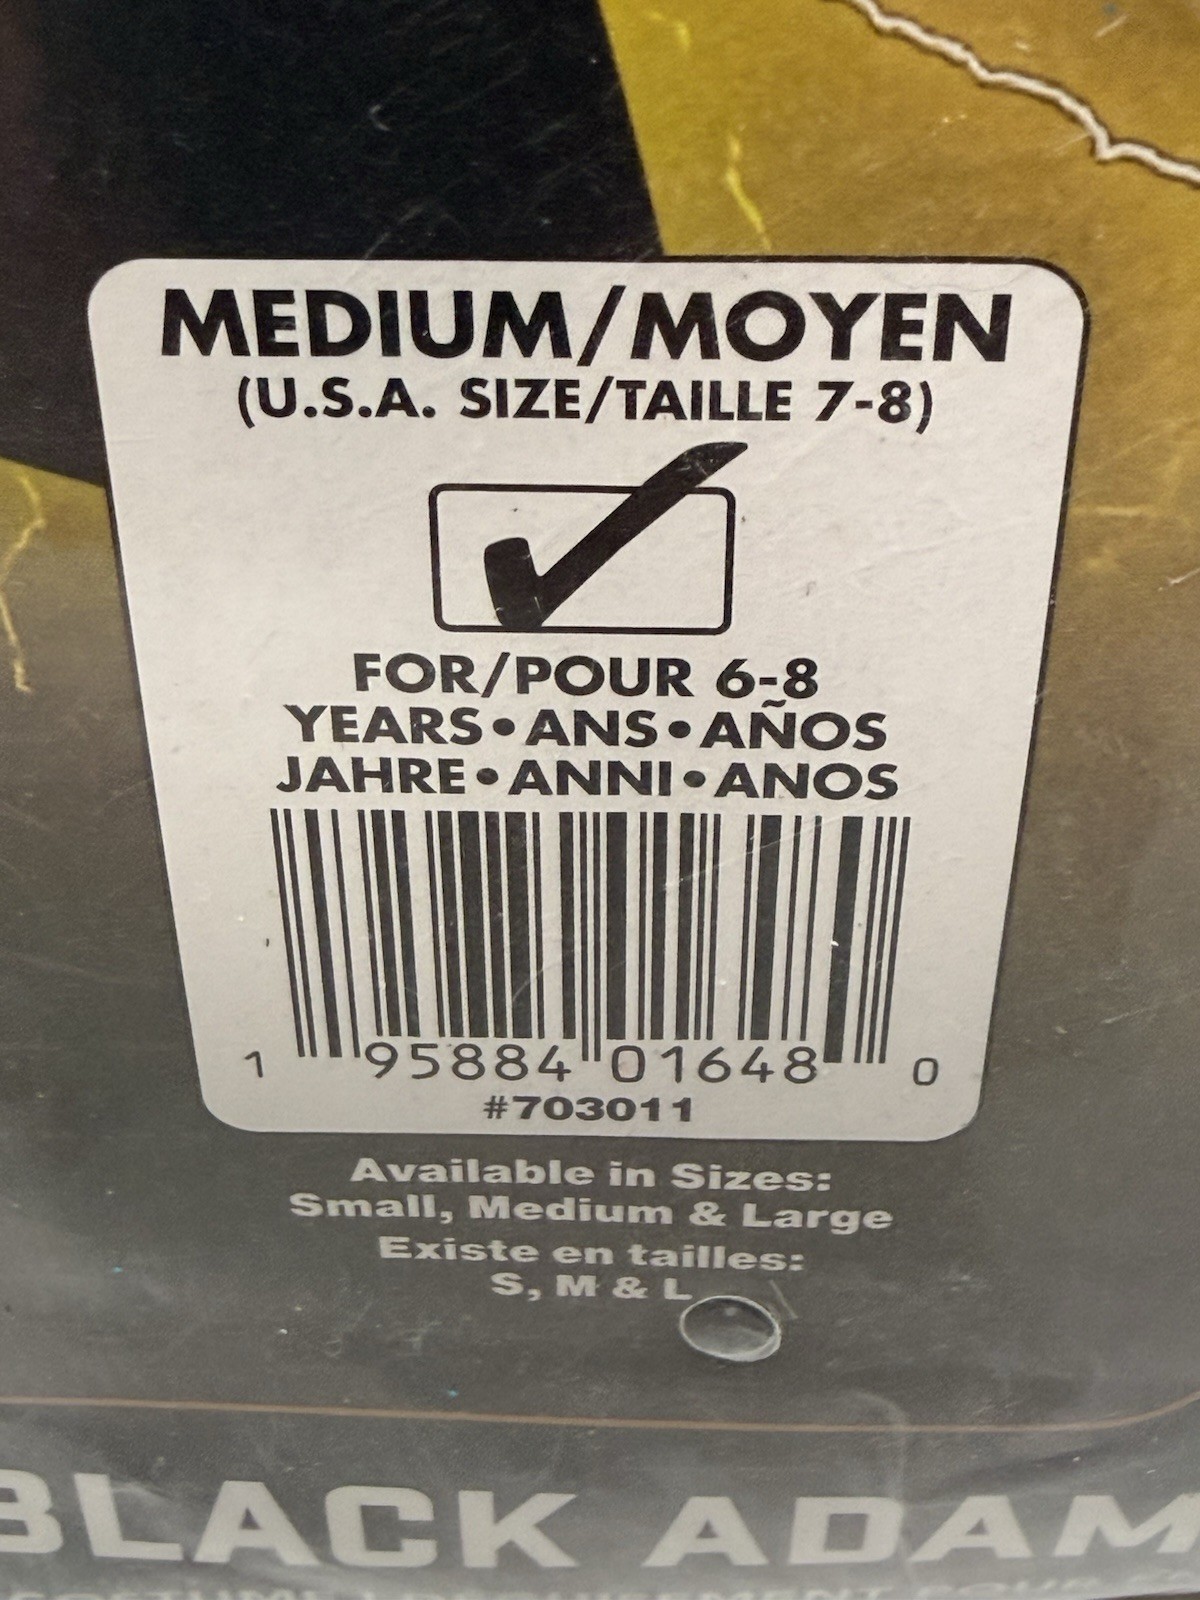 MEDIUM/MOYEN
(U.S.A. SIZE/TAILLE 7-8)
FOR/POUR 6-8
YEARS•ANS•AÑOS
JAHRE•ANNI•ANOS
1 95884 01648 0
#703011
Available in Sizes:
Small, Medium & Large
Existe en tailles:
S, M & L
BLACK ADAM